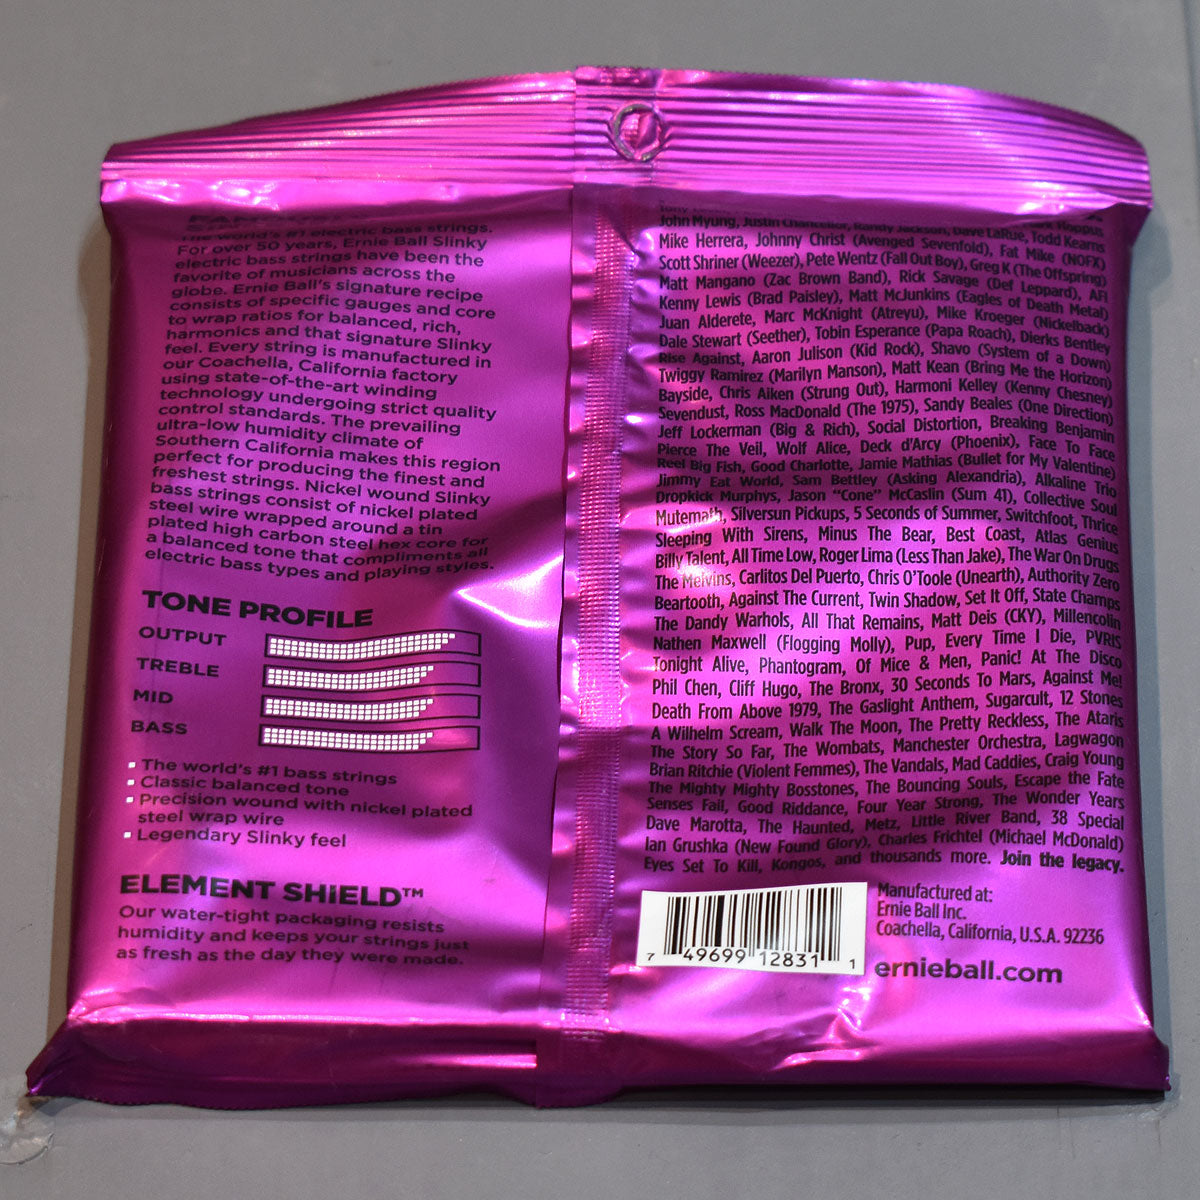 The world's #1 electric bass strings.
For over 50 years, Ernie Ball Slinky
electric bass strings have been the
favorite of musicians across the
globe. Ernie Ball's signature recipe
consists of specific gauges and core
to wrap ratios for balanced, rich,
harmonics and that signature Slinky
feel. Every string is manufactured in
our Coachella, California factory
using state-of-the-art winding
technology undergoing strict quality
control standards. The prevailing
ultra-low humidity climate of
Southern California makes this region
perfect for producing the finest and
freshest strings. Nickel wound Slinky
bass strings consist of nickel plated
steel wire wrapped around a tin
plated high carbon steel hex core for
a balanced tone that compliments all
electric bass types and playing styles.
TONE PROFILE
OUTPUT
TREBLE
MID
BASS
▪ The world's #1 bass strings
▪ Classic balanced tone
▪ Precision wound with nickel plated
steel wrap wire
▪ Legendary Slinky feel
ELEMENT SHIELD™
Our water-tight packaging resists
humidity and keeps your strings just
as fresh as the day they were made.
Hoppus
John Myung, Justin Chancellor, Randy Jackson, Dave LaRue, Todd Kearns
Mike Herrera, Johnny Christ (Avenged Sevenfold), Fat Mike (NOFX)
Scott Shriner (Weezer), Pete Wentz (Fall Out Boy), Greg K (The Offspring)
Matt Mangano (Zac Brown Band), Rick Savage (Def Leppard), AFI
Kenny Lewis (Brad Paisley), Matt McJunkins (Eagles of Death Metal)
Juan Alderete, Marc McKnight (Atreyu), Mike Kroeger (Nickelback)
Dale Stewart (Seether), Tobin Esperance (Papa Roach), Dierks Bentley
Rise Against, Aaron Julison (Kid Rock), Shavo (System of a Down)
Twiggy Ramirez (Marilyn Manson), Matt Kean (Bring Me the Horizon)
Bayside, Chris Aiken (Strung Out), Harmoni Kelley (Kenny Chesney)
Sevendust, Ross MacDonald (The 1975), Sandy Beales (One Direction)
Jeff Lockerman (Big & Rich), Social Distortion, Breaking Benjamin
Pierce The Veil, Wolf Alice, Deck d'Arcy (Phoenix), Face To Face
Reel Big Fish, Good Charlotte, Jamie Mathias (Bullet for My Valentine)
Jimmy Eat World, Sam Bettley (Asking Alexandria), Alkaline Trio
Dropkick Murphys, Jason "Cone" McCaslin (Sum 41), Collective Soul
Mutemath, Silversun Pickups, 5 Seconds of Summer, Switchfoot, Thrice
Sleeping With Sirens, Minus The Bear, Best Coast, Atlas Genius
Billy Talent, All Time Low, Roger Lima (Less Than Jake), The War On Drugs
The Melvins, Carlitos Del Puerto, Chris O'Toole (Unearth), Authority Zero
Beartooth, Against The Current, Twin Shadow, Set It Off, State Champs
The Dandy Warhols, All That Remains, Matt Deis (CKY), Millencolin
Nathen Maxwell (Flogging Molly), Pup, Every Time I Die, PVRIS
Tonight Alive, Phantogram, Of Mice & Men, Panic! At The Disco
Phil Chen, Cliff Hugo, The Bronx, 30 Seconds To Mars, Against Me!
Death From Above 1979, The Gaslight Anthem, Sugarcult, 12 Stones
A Wilhelm Scream, Walk The Moon, The Pretty Reckless, The Ataris
The Story So Far, The Wombats, Manchester Orchestra, Lagwagon
Brian Ritchie (Violent Femmes), The Vandals, Mad Caddies, Craig Young
The Mighty Mighty Bosstones, The Bouncing Souls, Escape the Fate
Senses Fail, Good Riddance, Four Year Strong, The Wonder Years
Dave Marotta, The Haunted, Metz, Little River Band, 38 Special
Ian Grushka (New Found Glory), Charles Frichtel (Michael McDonald)
Eyes Set To Kill, Kongos, and thousands more. Join the legacy.
7 49699 12831 1
Manufactured at:
Ernie Ball Inc.
Coachella, California, U.S.A. 92236
ernieball.com